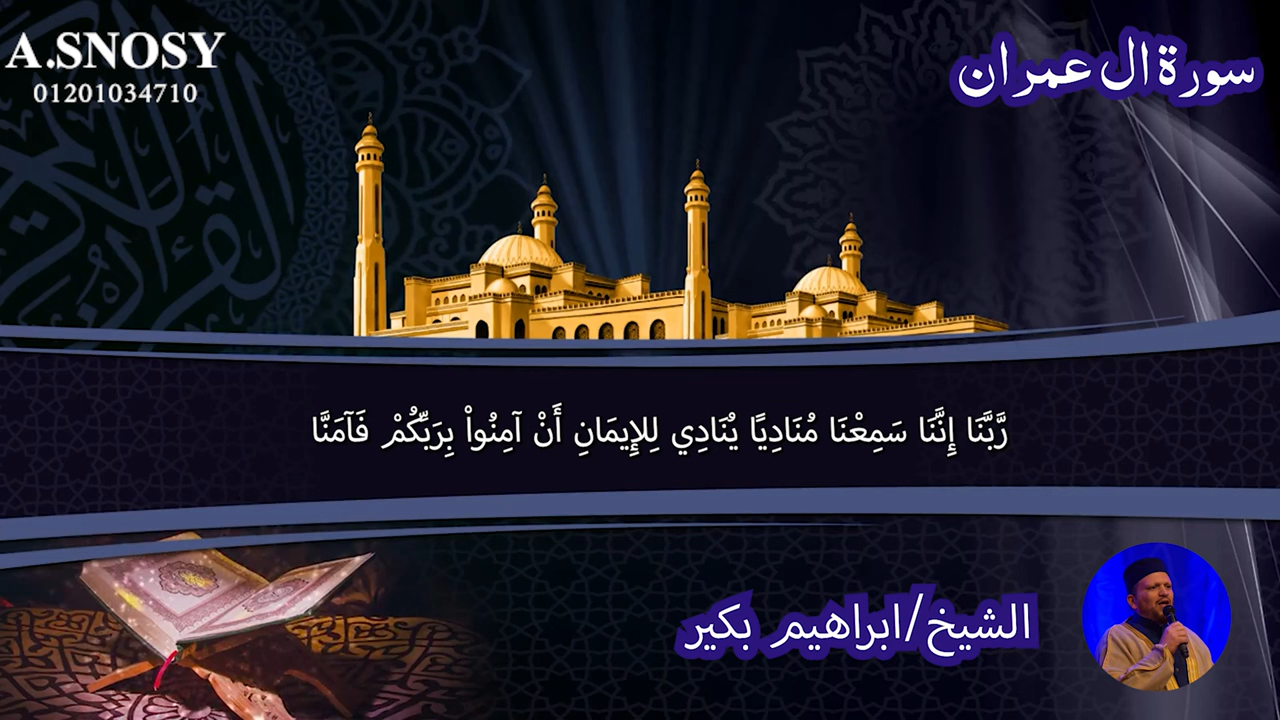 A.SNOSY
01201034710
سورة ال عمران
رَّبَّنَا إِنَّنَا سَمِعْنَا مُنَادِيًا يُنَادِي لِلإِيمَانِ أَنْ آمِنُواْ بِرَبِّكُمْ فَآمَنَّا
الشيخ/ابراهيم بكير